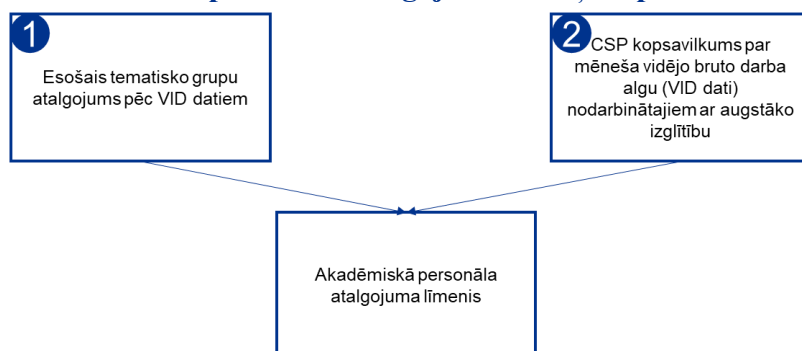 1
Esošais tematisko grupu
atalgojums pēc VID datiem
2
CSP kopsavilkums par
mēneša vidējo bruto darba
algu (VID dati)
nodarbinātajiem ar augstāko
izglītību
Akadēmiskā personāla
atalgojuma līmenis